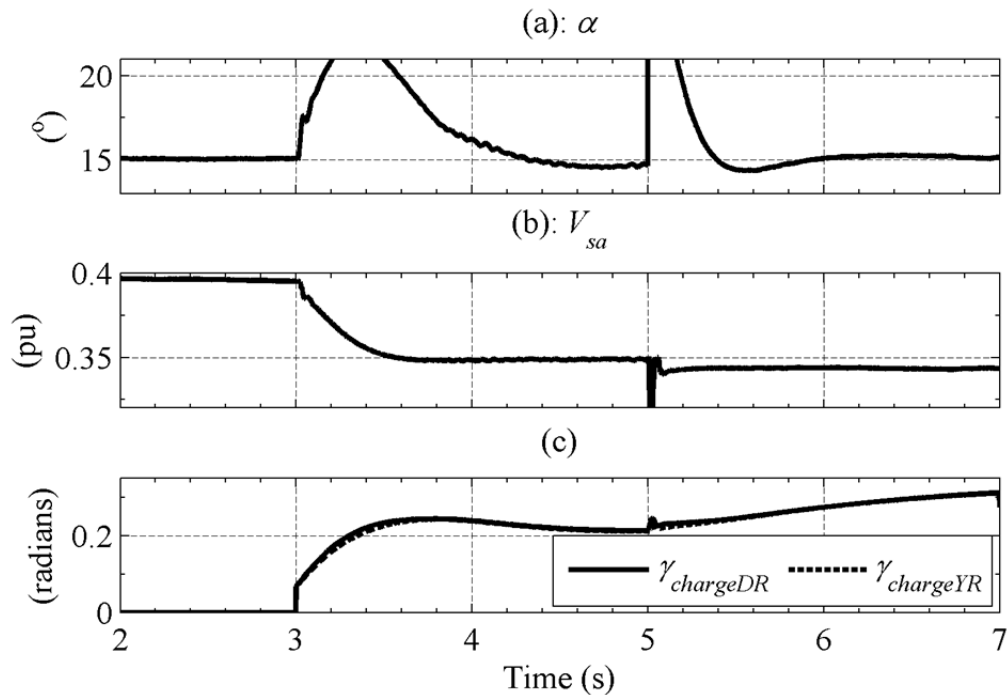 (a): α
20
15
(°)
(b): V_sa
0.4
0.35
(pu)
(c)
0.2
0
(radians)
γ_chargeDR γ_chargeYR
2 3 4 5 6 7
Time (s)